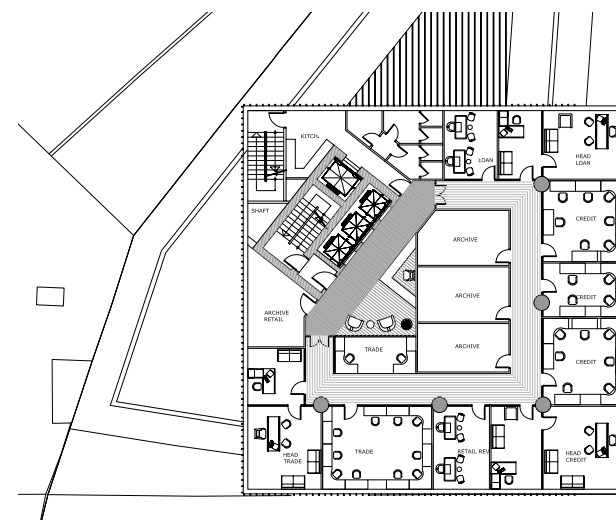 KITCH.
LOAN
HEAD
LOAN
SHAFT
CREDIT
ARCHIVE
ARCHIVE
CREDIT
ARCHIVE
RETAIL
ARCHIVE
TRADE
CREDIT
HEAD
TRADE
TRADE
RETAIL REV
HEAD
CREDIT